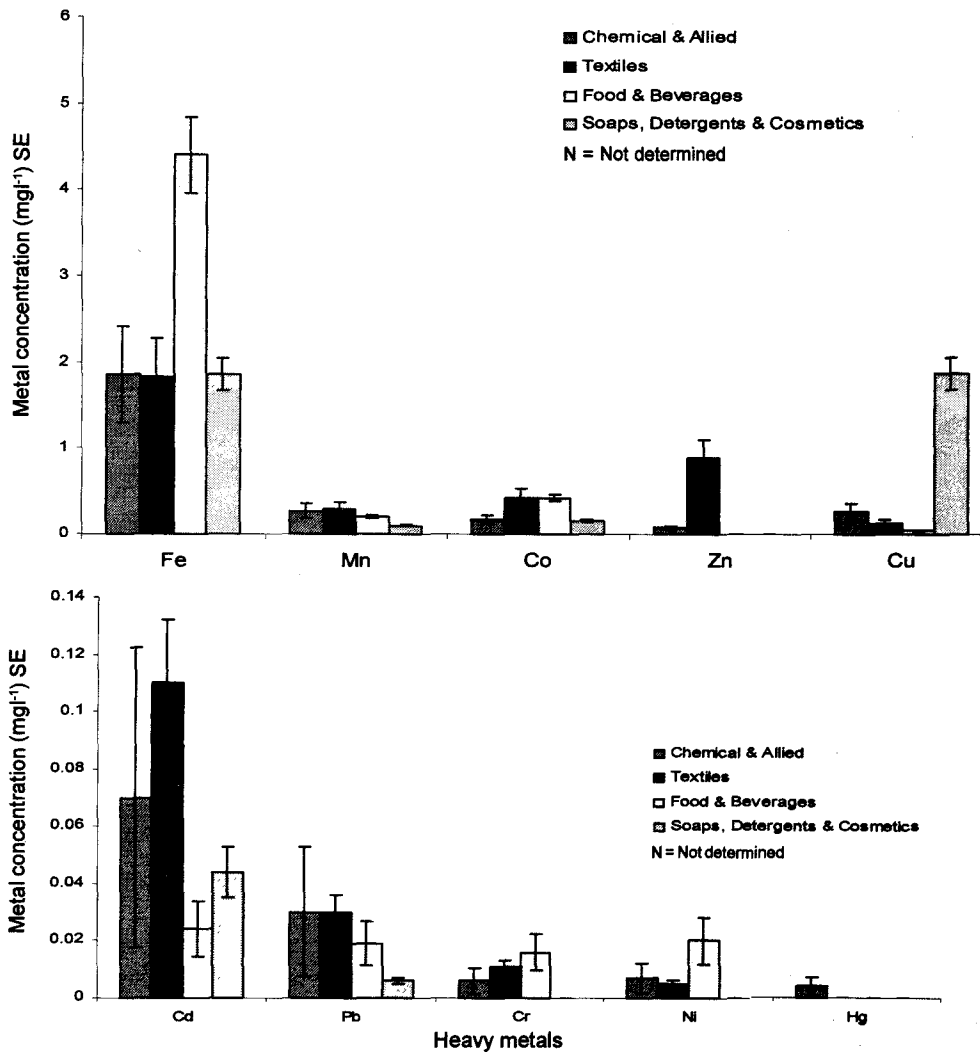 6
5
4
3
2
1
0
Metal concentration (mgl⁻¹) SE
Chemical & Allied
Textiles
Food & Beverages
Soaps, Detergents & Cosmetics
N = Not determined
Fe Mn Co Zn Cu
0.14
0.12
0.1
0.08
0.06
0.04
0.02
0
Metal concentration (mgl⁻¹) SE
Chemical & Allied
Textiles
Food & Beverages
Soaps, Detergents & Cosmetics
N = Not determined
Cd Pb Cr Ni Hg
Heavy metals